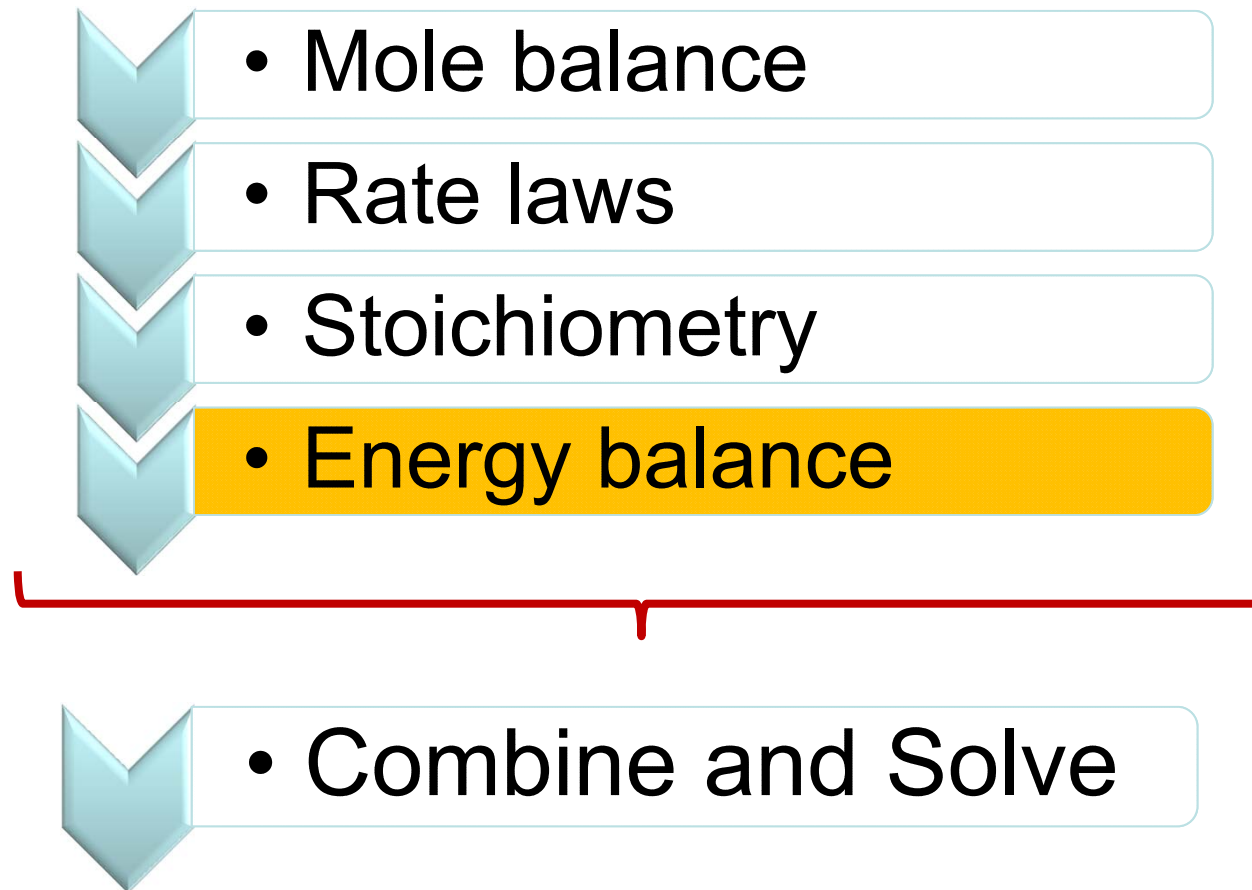 • Mole balance
• Rate laws
• Stoichiometry
• Energy balance
• Combine and Solve